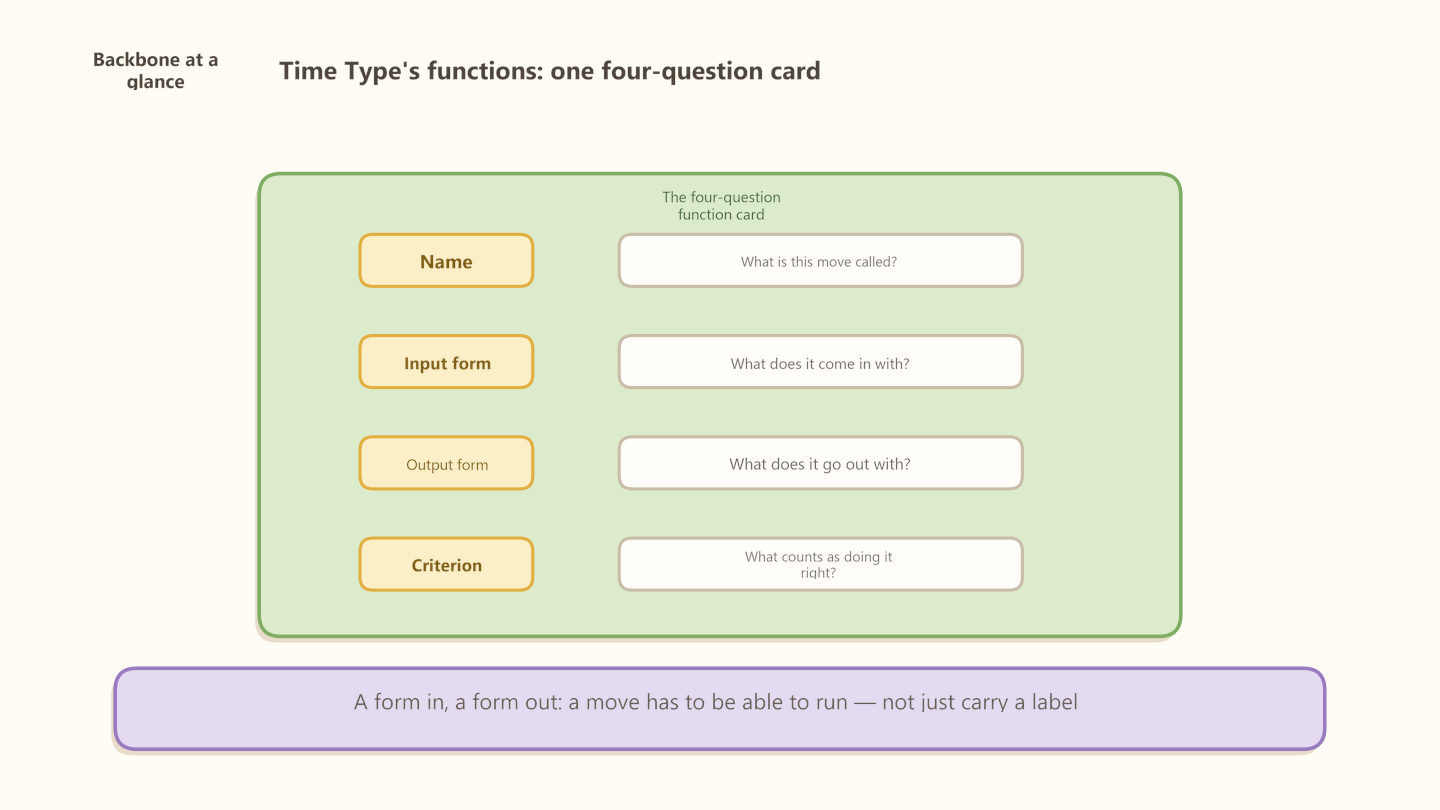 Backbone at a
glance
Time Type's functions: one four-question card
The four-question
function card
Name
What is this move called?
Input form
What does it come in with?
Output form
What does it go out with?
Criterion
What counts as doing it
right?
A form in, a form out: a move has to be able to run — not just carry a label